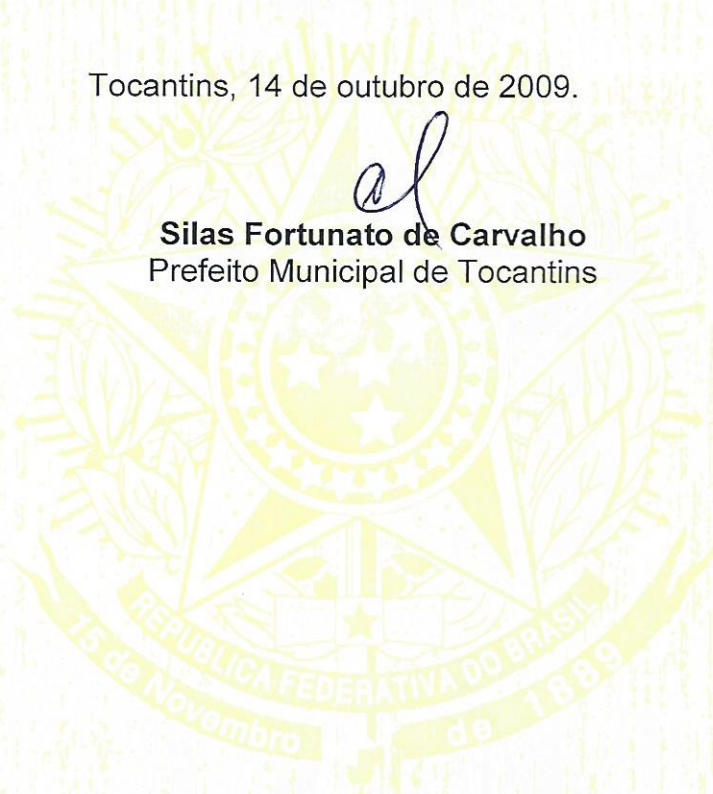 Tocantins, 14 de outubro de 2009.
Silas Fortunato de Carvalho
Prefeito Municipal de Tocantins
REPUBLICA FEDERATIVA DO BRASIL
15 de Novembro de 1889